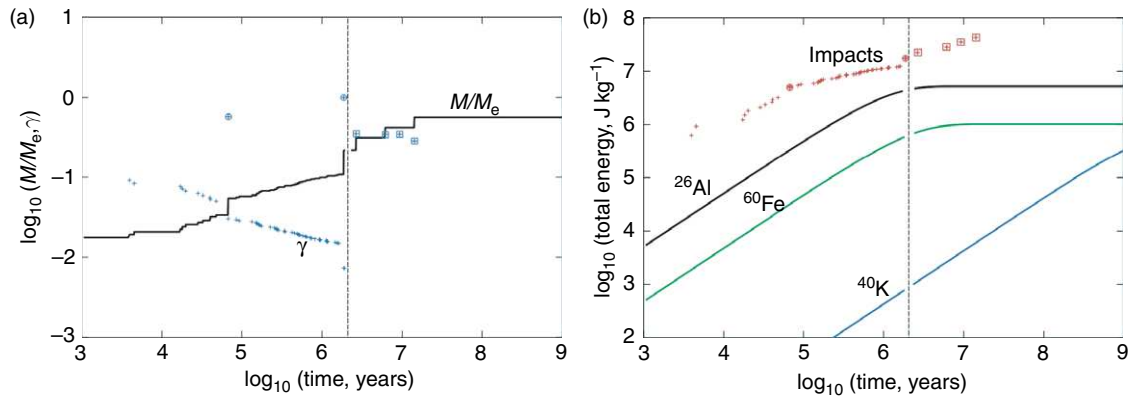 (a)
1
0
−1
−2
−3
log₁₀ (M/Mₑ, γ)
M/Mₑ
γ
3 4 5 6 7 8 9
log₁₀ (time, years)
(b)
9
8
7
6
5
4
3
2
log₁₀ (total energy, J kg⁻¹)
Impacts
²⁶Al
⁶⁰Fe
⁴⁰K
3 4 5 6 7 8 9
log₁₀ (time, years)